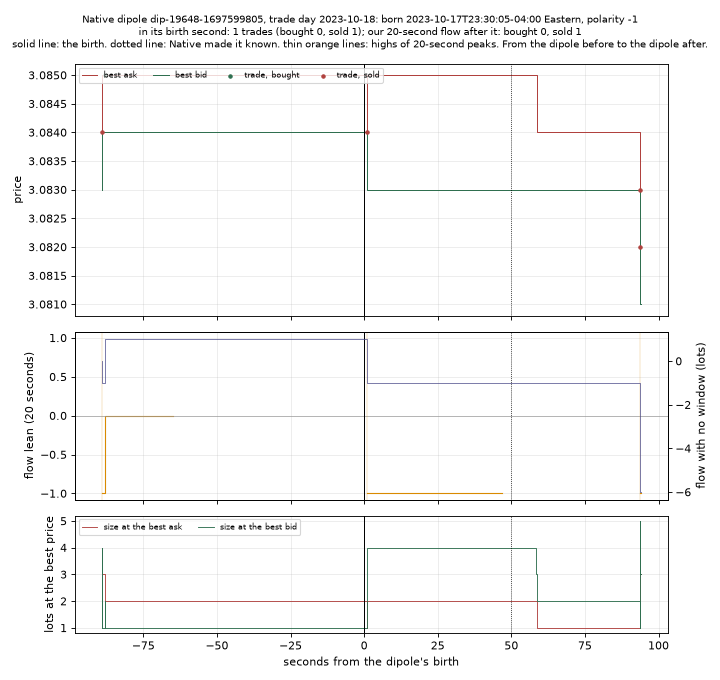 Native dipole dip-19648-1697599805, trade day 2023-10-18: born 2023-10-17T23:30:05-04:00 Eastern, polarity -1
in its birth second: 1 trades (bought 0, sold 1); our 20-second flow after it: bought 0, sold 1
solid line: the birth. dotted line: Native made it known. thin orange lines: highs of 20-second peaks. From the dipole before to the dipole after.
best ask best bid trade, bought trade, sold
3.0850
3.0845
3.0840
3.0835
3.0830
3.0825
3.0820
3.0815
3.0810
price
1.0
0.5
0.0
−0.5
−1.0
flow lean (20 seconds)
0
−2
−4
−6
flow with no window (lots)
size at the best ask size at the best bid
5
4
3
2
1
lots at the best price
−75 −50 −25 0 25 50 75 100
seconds from the dipole's birth